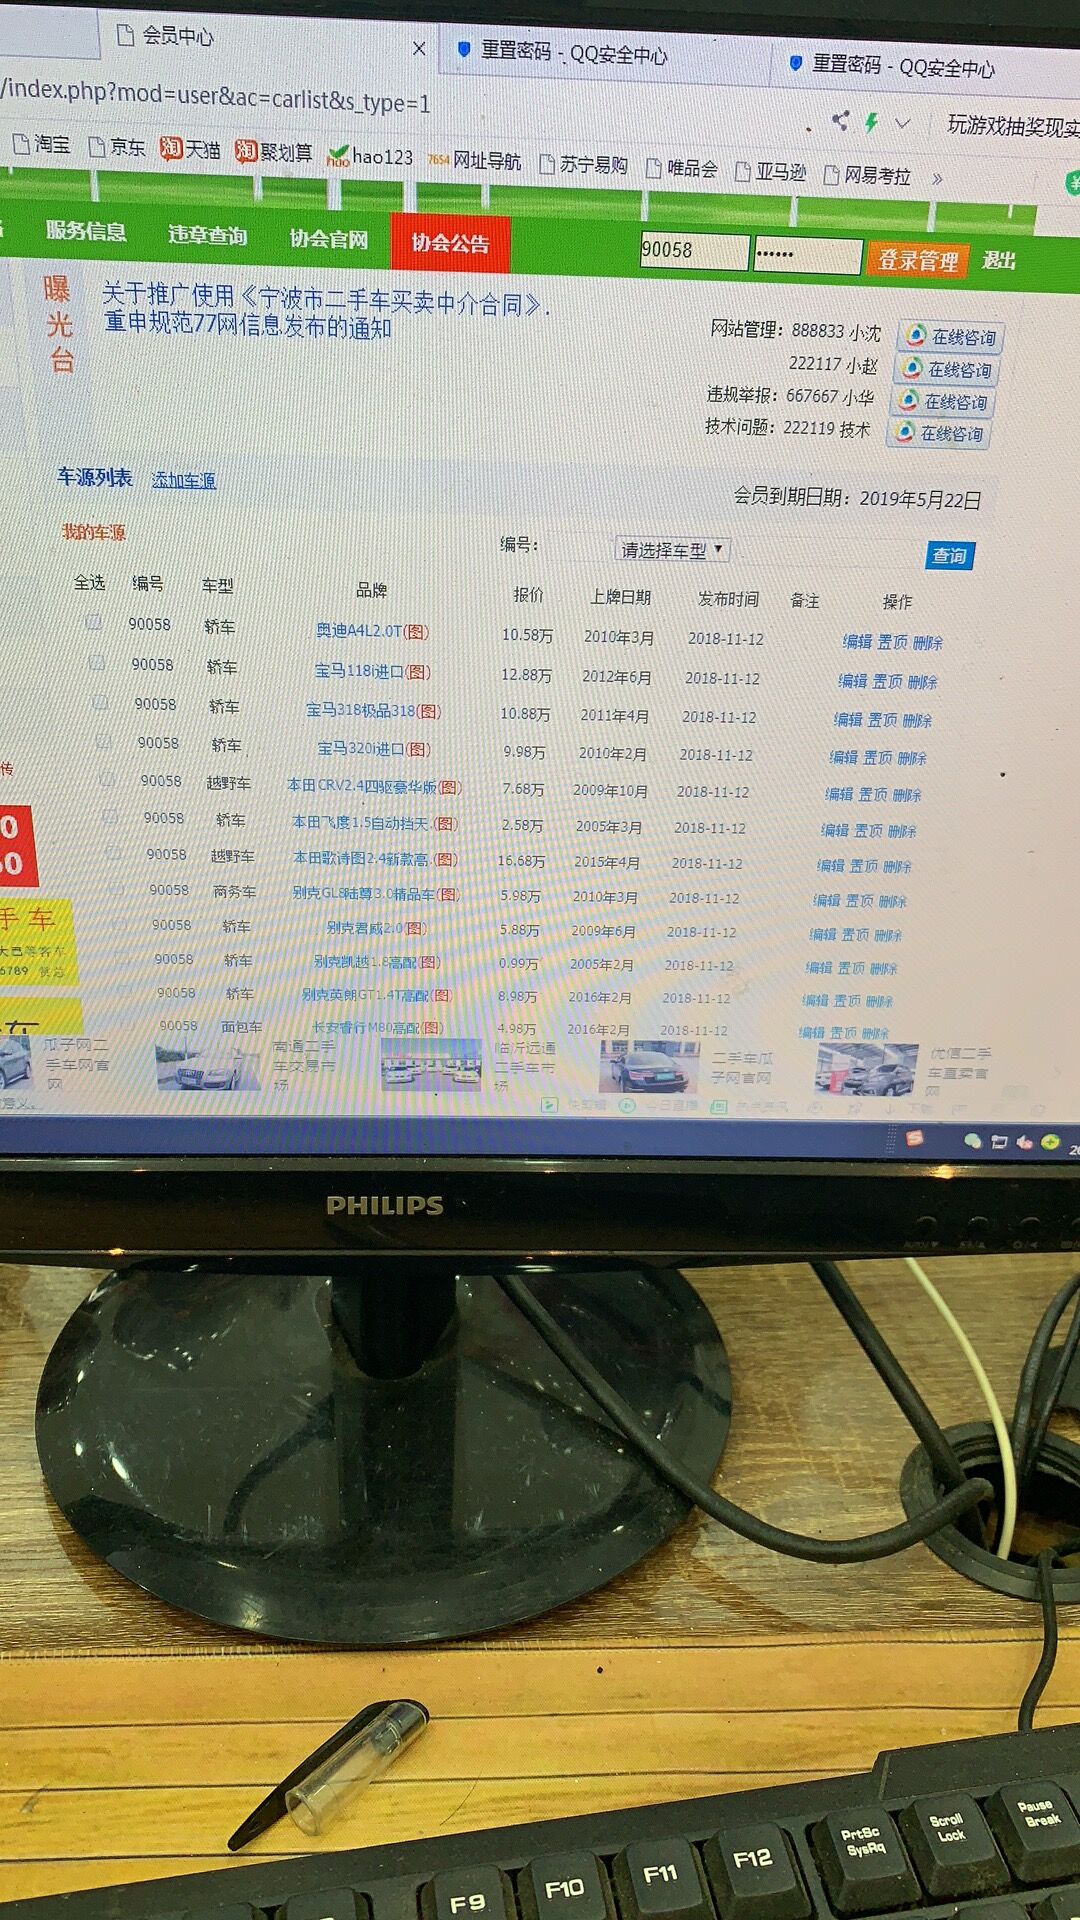 会员中心
重置密码 - QQ安全中心
重置密码 - QQ安全中心
/index.php?mod=user&ac=carlist&s_type=1
玩游戏抽奖现实
淘宝 京东 天猫 聚划算 hao123 网址导航 苏宁易购 唯品会 亚马逊 网易考拉 »
服务信息 违章查询 协会官网 协会公告 90058 •••••• 登录管理 退出
曝光台
关于推广使用《宁波市二手车买卖中介合同》.
重申规范77网信息发布的通知
网站管理：888833 小沈 在线咨询
222117 小赵 在线咨询
违规举报：667667 小华 在线咨询
技术问题：222119 技术 在线咨询
车源列表 添加车源
会员到期日期：2019年5月22日
我的车源 编号： 请选择车型 查询
全选 编号 车型 品牌 报价 上牌日期 发布时间 备注 操作
90058 轿车 奥迪A4L2.0T(图) 10.58万 2010年3月 2018-11-12 编辑 置顶 删除
90058 轿车 宝马118i进口(图) 12.88万 2012年6月 2018-11-12 编辑 置顶 删除
90058 轿车 宝马318极品318(图) 10.88万 2011年4月 2018-11-12 编辑 置顶 删除
90058 轿车 宝马320i进口(图) 9.98万 2010年2月 2018-11-12 编辑 置顶 删除
90058 越野车 本田CRV2.4四驱豪华版(图) 7.68万 2009年10月 2018-11-12 编辑 置顶 删除
90058 轿车 本田飞度1.5自动挡天.(图) 2.58万 2005年3月 2018-11-12 编辑 置顶 删除
90058 越野车 本田歌诗图2.4新款高.(图) 16.68万 2015年4月 2018-11-12 编辑 置顶 删除
90058 商务车 别克GL8陆尊3.0精品车(图) 5.98万 2010年3月 2018-11-12 编辑 置顶 删除
90058 轿车 别克君威2.0(图) 5.88万 2009年6月 2018-11-12 编辑 置顶 删除
90058 轿车 别克凯越1.8高配(图) 0.99万 2005年2月 2018-11-12 编辑 置顶 删除
90058 轿车 别克英朗GT1.4T高配(图) 8.98万 2016年2月 2018-11-12 编辑 置顶 删除
90058 面包车 长安睿行M80高配(图) 4.98万 2016年2月 2018-11-12 编辑 置顶 删除
传
手车
大巴等客车
6789
瓜子网二手车网官网
南通二手车交易市场
临沂远通二手车市场
二手车瓜子网官网
优信二手车直卖官网
PHILIPS
F9 F10 F11 F12
PrtSc
SysRq
Scroll
Lock
Pause
Break